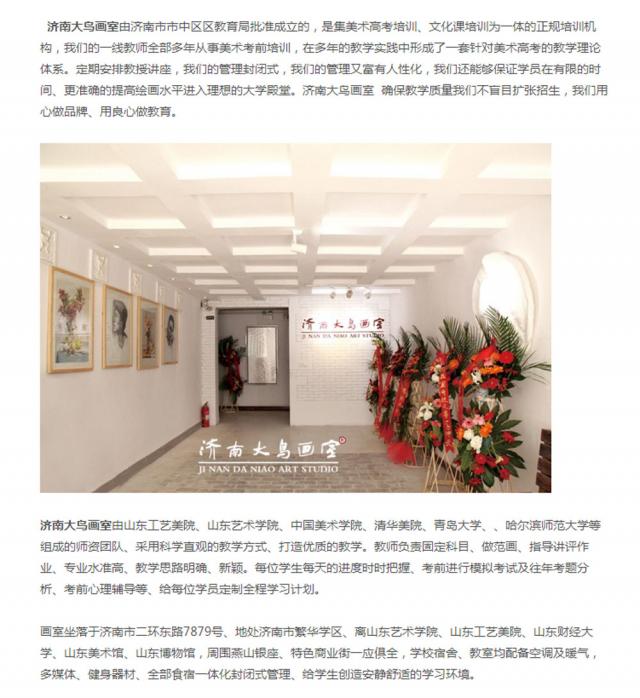 济南大鸟画室由济南市市中区区教育局批准成立的，是集美术高考培训、文化课培训为一体的正规培训机
构，我们的一线教师全部多年从事美术考前培训，在多年的教学实践中形成了一套针对美术高考的教学理论
体系。定期安排教授讲座，我们的管理封闭式，我们的管理又富有人性化，我们还能够保证学员在有限的时
间、更准确的提高绘画水平进入理想的大学殿堂。济南大鸟画室 确保教学质量我们不盲目扩张招生，我们用
心做品牌、用良心做教育。
济南大鸟画室
JI NAN DA NIAO ART STUDIO
济南大鸟画室®
JI NAN DA NIAO ART STUDIO
济南大鸟画室由山东工艺美院、山东艺术学院、中国美术学院、清华美院、青岛大学、、哈尔滨师范大学等
组成的师资团队、采用科学直观的教学方式、打造优质的教学。教师负责固定科目、做范画、指导讲评作
业、专业水准高、教学思路明确、新颖。每位学生每天的进度时时把握、考前进行模拟考试及往年考题分
析、考前心理辅导等、给每位学员定制全程学习计划。
画室坐落于济南市二环东路7879号、地处济南市繁华学区、离山东艺术学院、山东工艺美院、山东财经大
学、山东美术馆、山东博物馆，周围燕山银座、特色商业街一应俱全，学校宿舍、教室均配备空调及暖气，
多媒体、健身器材、全部食宿一体化封闭式管理、给学生创造安静舒适的学习环境。